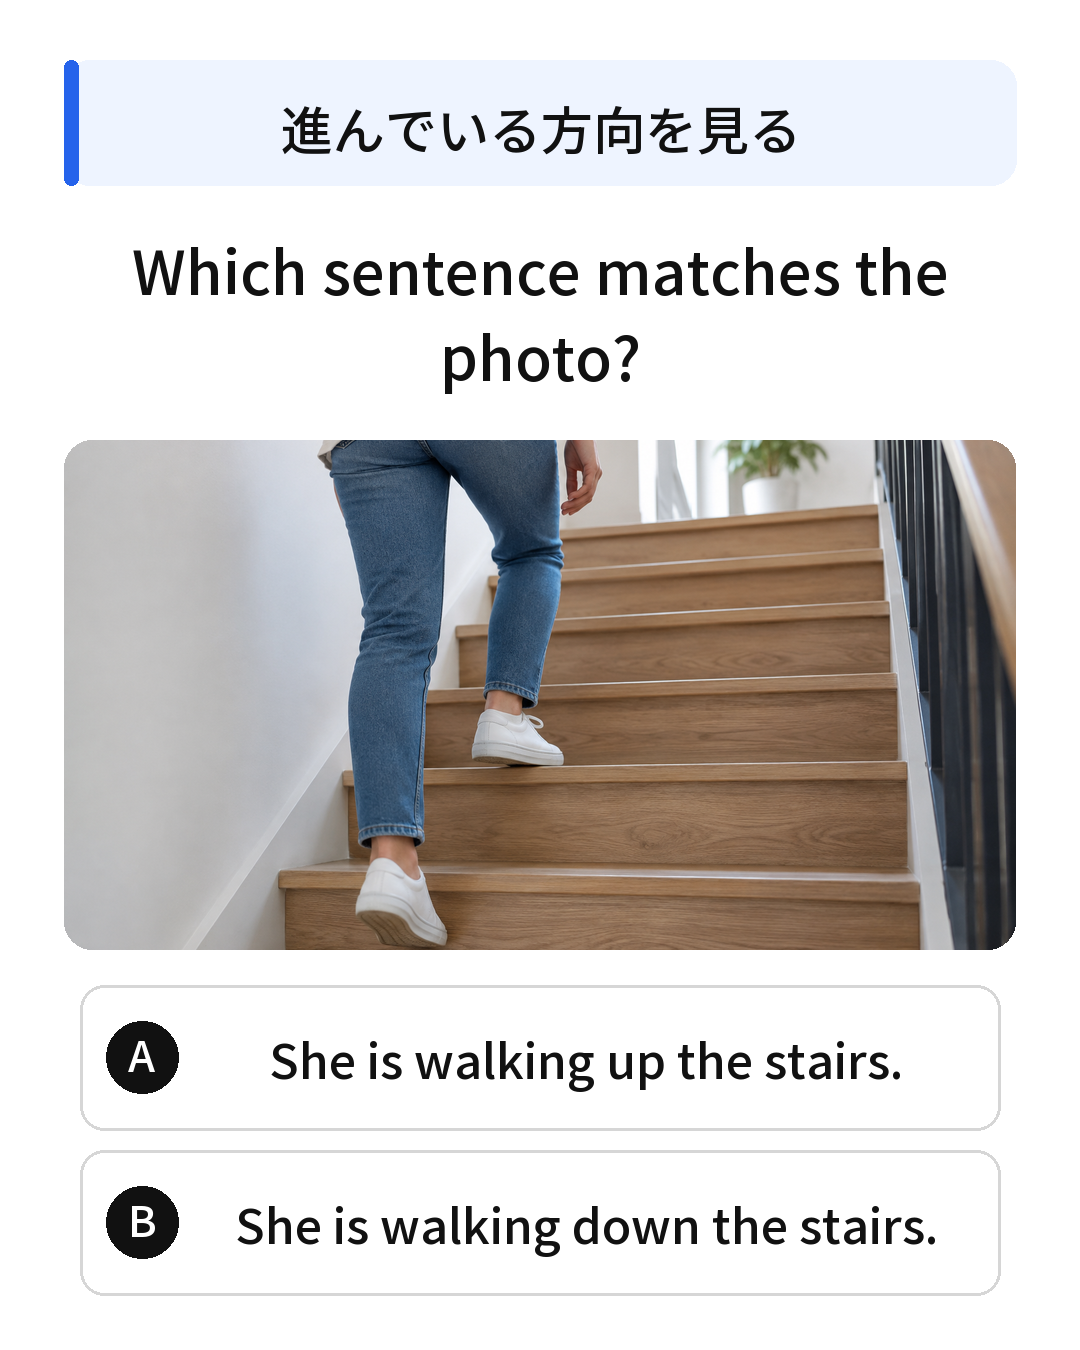 進んでいる方向を見る
Which sentence matches the
photo?
A
She is walking up the stairs.
B
She is walking down the stairs.